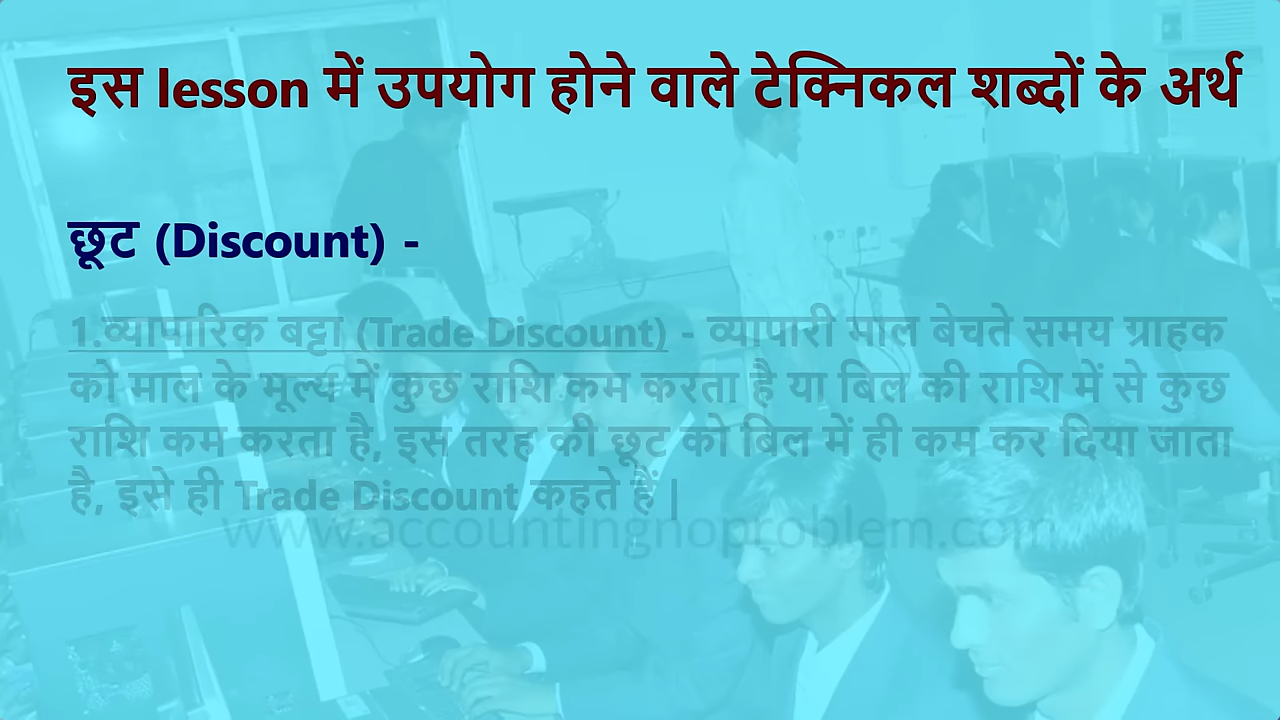 इस lesson में उपयोग होने वाले टेक्निकल शब्दों के अर्थ
छूट (Discount) -
1.व्यापारिक बट्टा (Trade Discount) - व्यापारी माल बेचते समय ग्राहक
को माल के मूल्य में कुछ राशि कम करता है या बिल की राशि में से कुछ
राशि कम करता है, इस तरह की छूट को बिल में ही कम कर दिया जाता
है, इसे ही Trade Discount कहते हैं |
www.accountingnoproblem.com